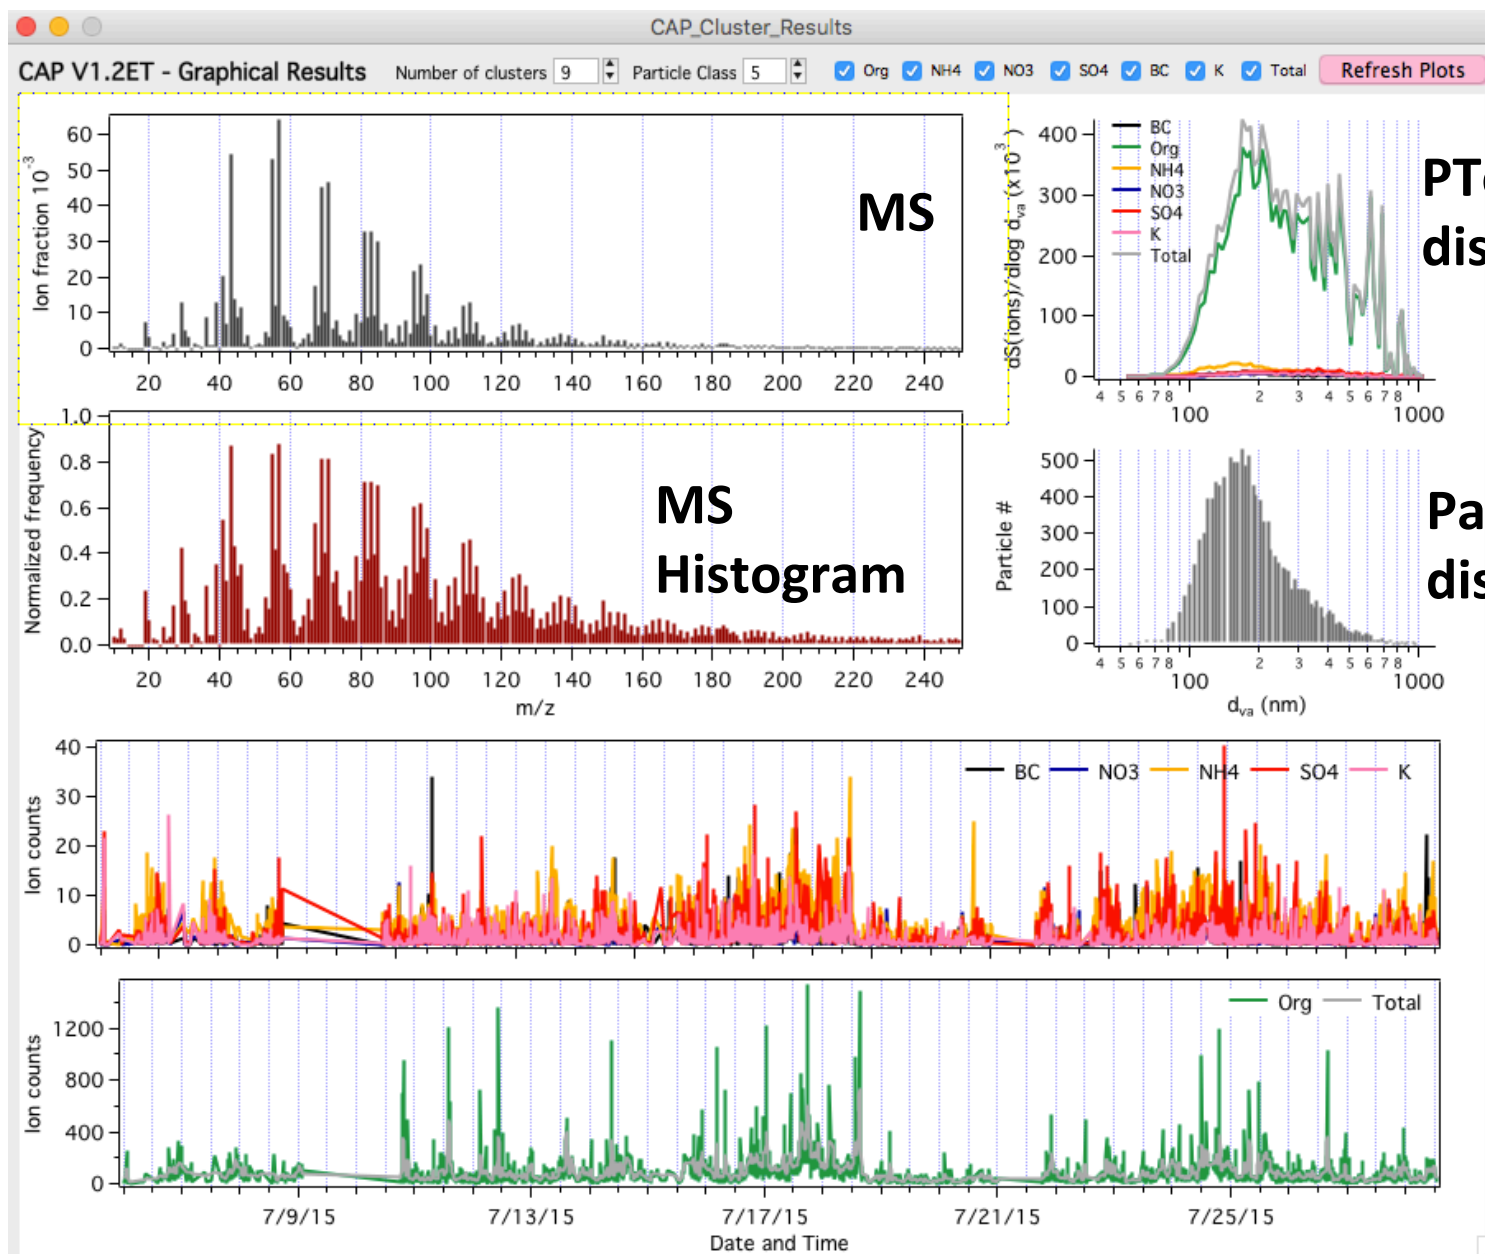 CAP_Cluster_Results
CAP V1.2ET - Graphical Results Number of clusters 9 Particle Class 5 Org NH4 NO3 SO4 BC K Total Refresh Plots
Ion fraction 10⁻³
60
50
40
30
20
10
0
20 40 60 80 100 120 140 160 180 200 220 240
MS
dS(ions)/dlog d_va (x10³)
400
300
200
100
0
BC
Org
NH4
NO3
SO4
K
Total
4 5 6 7 8 2 3 4 5 6 7 8
100 1000
PT
dis
Normalized frequency
1.0
0.8
0.6
0.4
0.2
0.0
20 40 60 80 100 120 140 160 180 200 220 240
m/z
MS
Histogram
Particle #
500
400
300
200
100
0
4 5 6 7 8 2 3 4 5 6 7 8
100 1000
d_va (nm)
Pa
dis
Ion counts
40
30
20
10
0
BC NO3 NH4 SO4 K
Ion counts
1200
800
400
0
Org Total
7/9/15 7/13/15 7/17/15 7/21/15 7/25/15
Date and Time